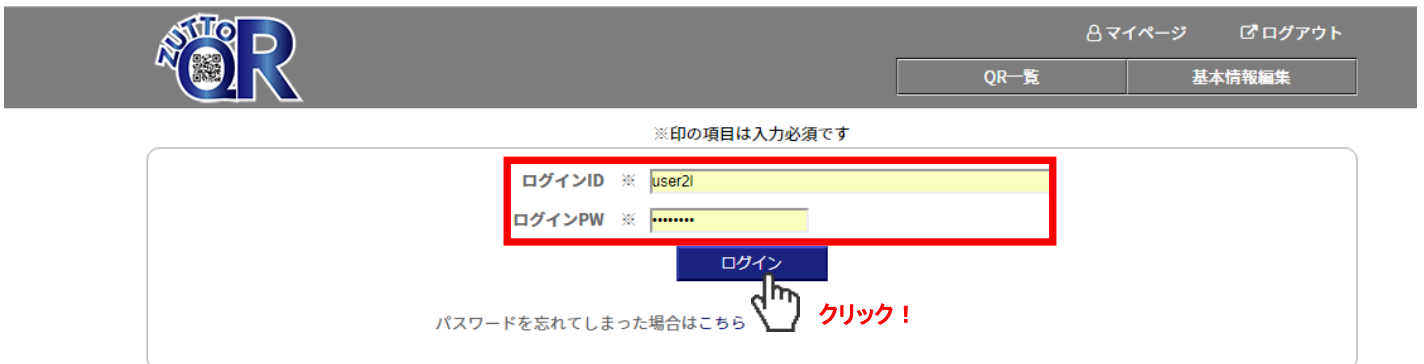 ZUTTO QR
マイページ
ログアウト
QR一覧
基本情報編集
※印の項目は入力必須です
ログインID ※ user2l
ログインPW ※ ••••••••
ログイン
クリック！
パスワードを忘れてしまった場合はこちら